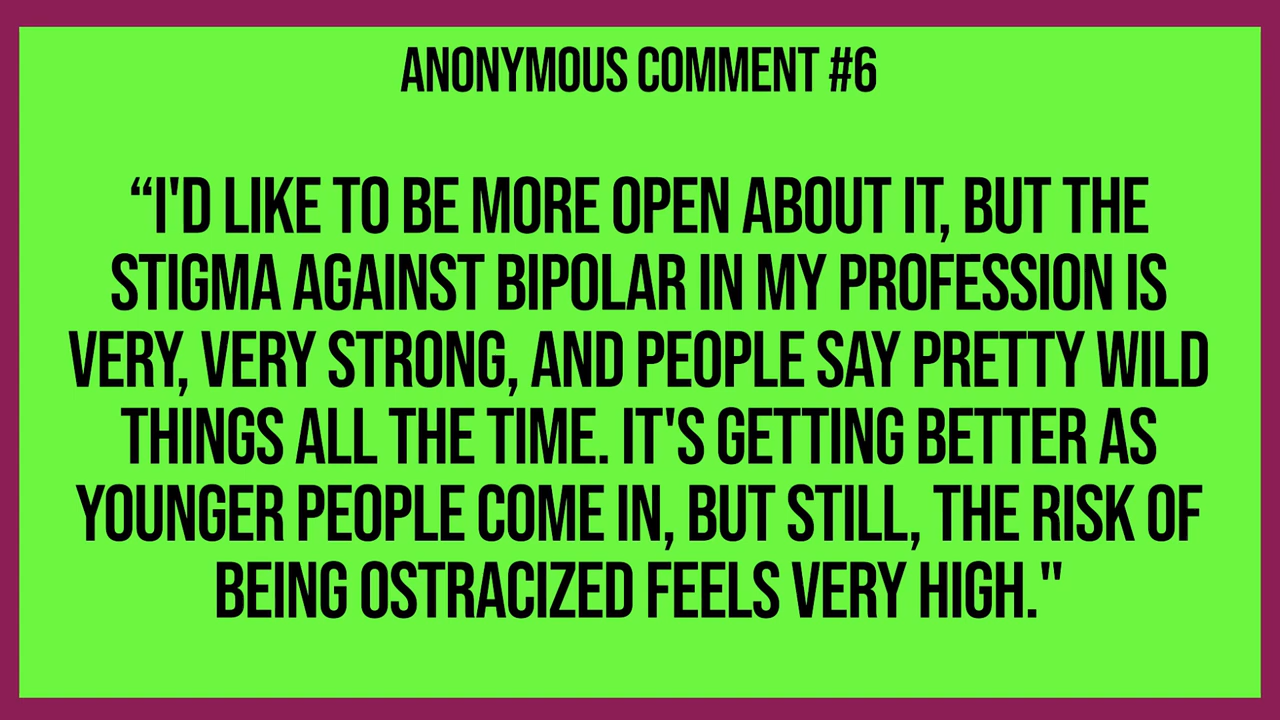 ANONYMOUS COMMENT #6
“I'D LIKE TO BE MORE OPEN ABOUT IT, BUT THE
STIGMA AGAINST BIPOLAR IN MY PROFESSION IS
VERY, VERY STRONG, AND PEOPLE SAY PRETTY WILD
THINGS ALL THE TIME. IT'S GETTING BETTER AS
YOUNGER PEOPLE COME IN, BUT STILL, THE RISK OF
BEING OSTRACIZED FEELS VERY HIGH."